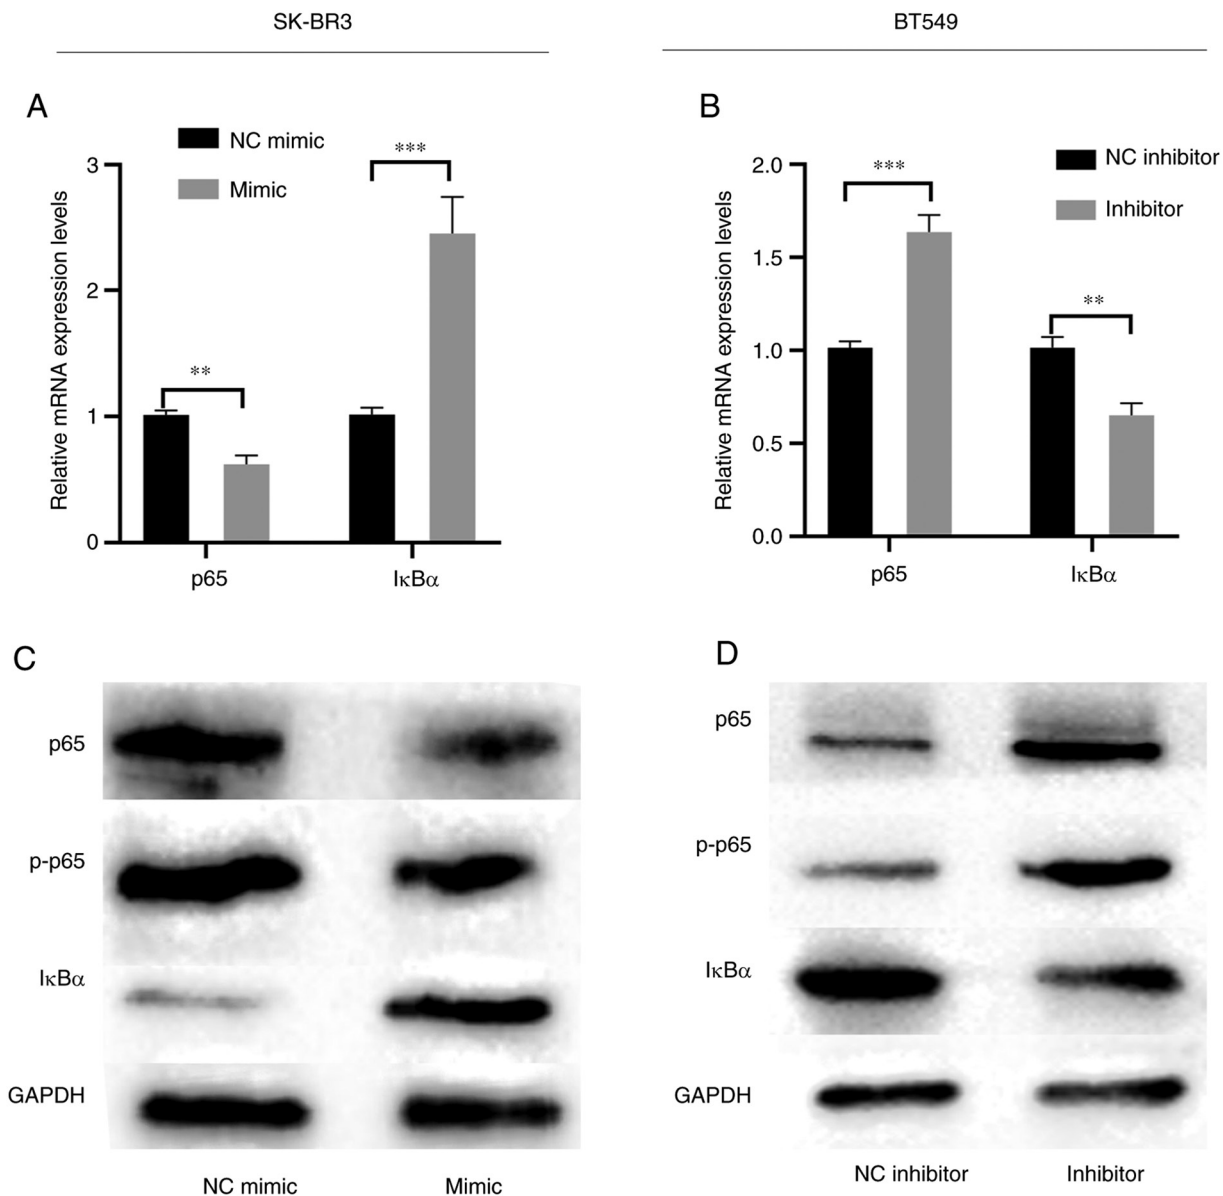 SK-BR3
BT549
A
NC mimic
Mimic
***
**
3
2
1
0
Relative mRNA expression levels
p65
IκBα
B
NC inhibitor
Inhibitor
***
**
2.0
1.5
1.0
0.5
0.0
Relative mRNA expression levels
p65
IκBα
C
p65
p-p65
IκBα
GAPDH
NC mimic
Mimic
D
p65
p-p65
IκBα
GAPDH
NC inhibitor
Inhibitor